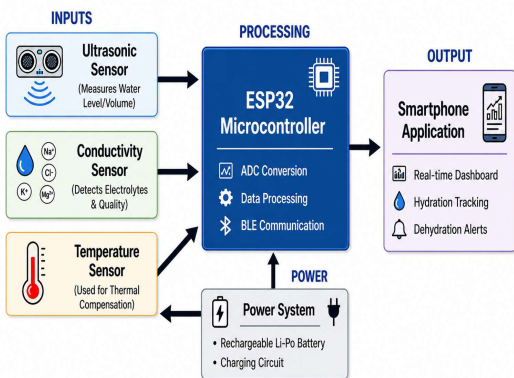 INPUTS
Ultrasonic
Sensor
(Measures Water
Level/Volume)
Conductivity
Sensor
(Detects Electrolytes
& Quality)
Na⁺
Cl⁻
K⁺
Mg²⁺
Temperature
Sensor
(Used for Thermal
Compensation)
PROCESSING
ESP32
Microcontroller
ADC Conversion
Data Processing
BLE Communication
POWER
Power System
• Rechargeable Li-Po Battery
• Charging Circuit
OUTPUT
Smartphone
Application
Real-time Dashboard
Hydration Tracking
Dehydration Alerts